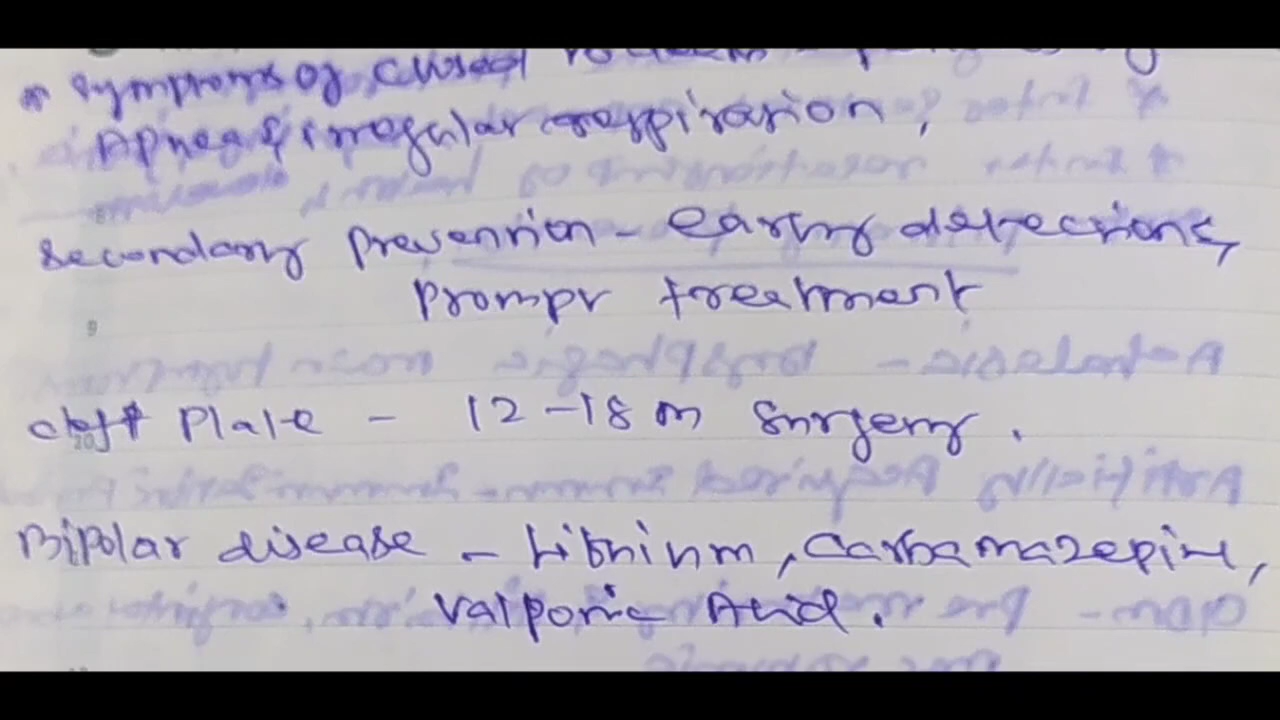 Symptoms of
Apnea & irregular respiration,
Secondary Prevention - Early detections,
Prompt treatment
cleft Plate - 12-18 m Surgery.
Bipolar disease - Lithium, Carbamazepine,
Valporic Acid.